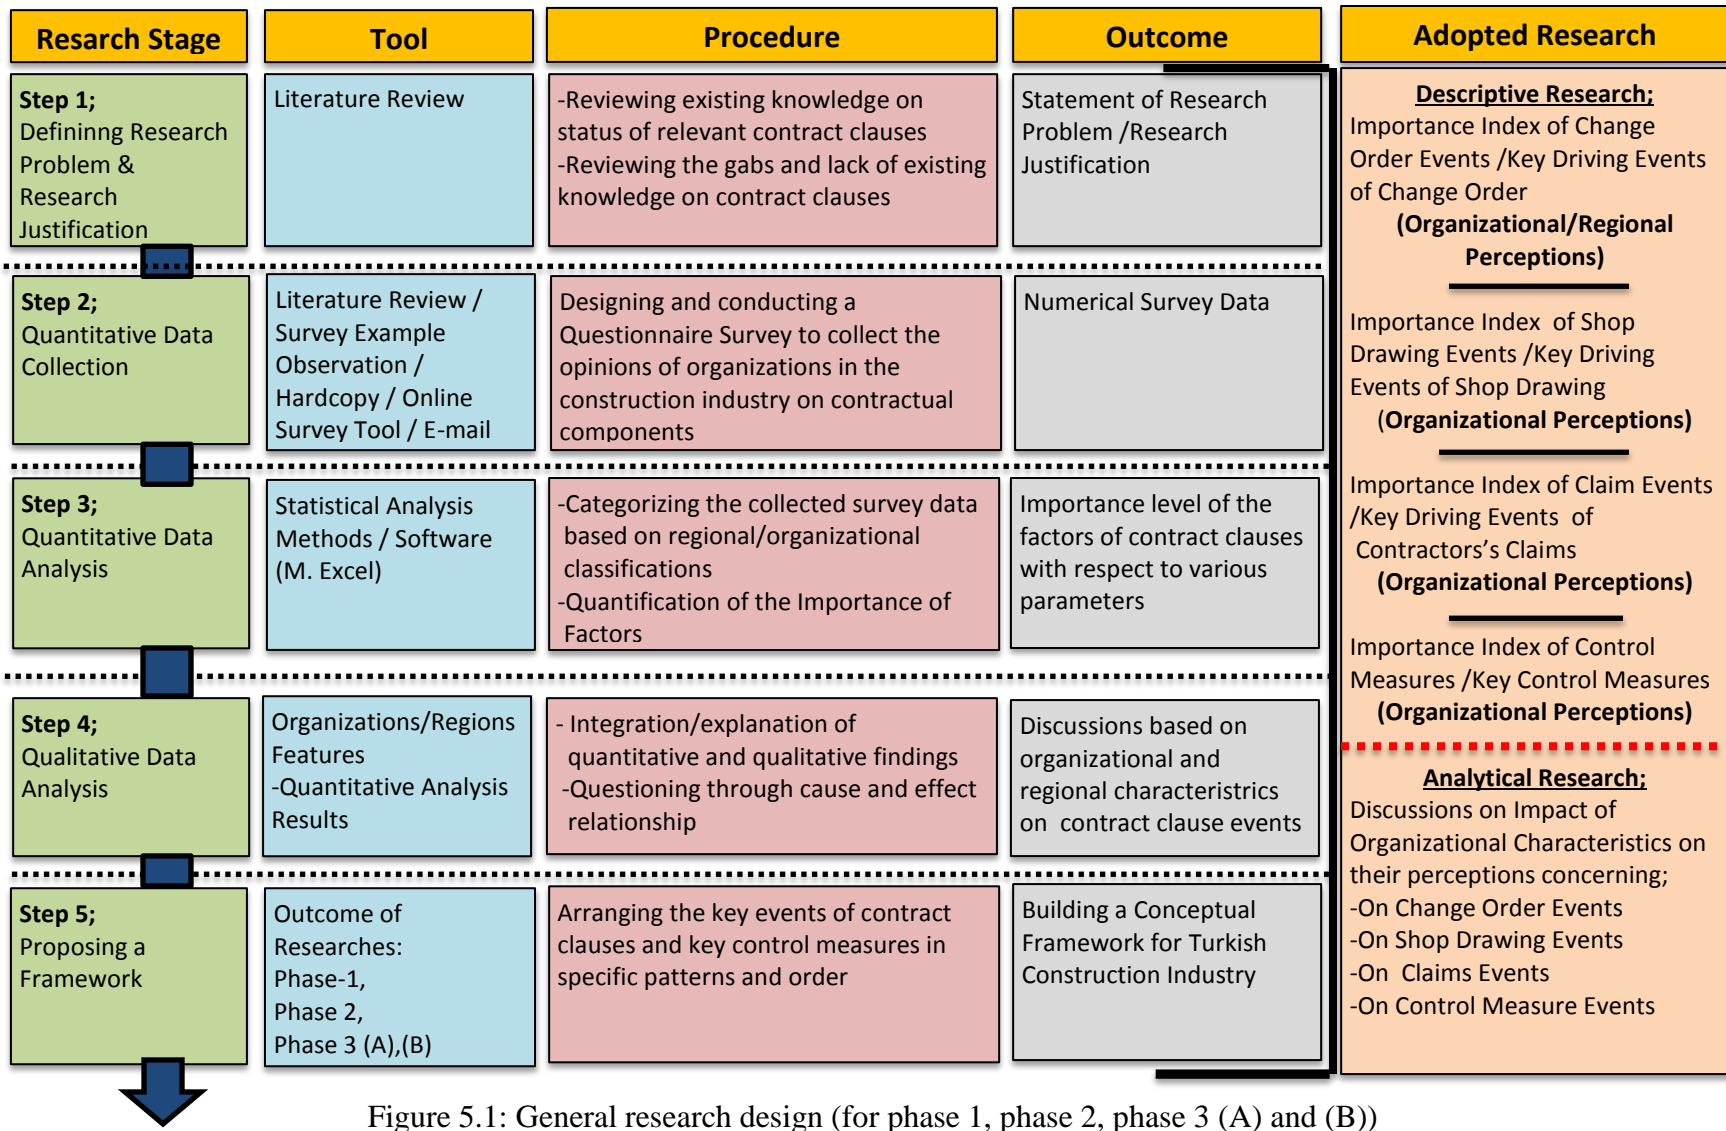 Resarch Stage
Tool
Procedure
Outcome
Adopted Research
Step 1;
Defininng Research
Problem &
Research
Justification
Literature Review
-Reviewing existing knowledge on
status of relevant contract clauses
-Reviewing the gabs and lack of existing
knowledge on contract clauses
Statement of Research
Problem /Research
Justification
Step 2;
Quantitative Data
Collection
Literature Review /
Survey Example
Observation /
Hardcopy / Online
Survey Tool / E-mail
Designing and conducting a
Questionnaire Survey to collect the
opinions of organizations in the
construction industry on contractual
components
Numerical Survey Data
Step 3;
Quantitative Data
Analysis
Statistical Analysis
Methods / Software
(M. Excel)
-Categorizing the collected survey data
based on regional/organizational
classifications
-Quantification of the Importance of
Factors
Importance level of the
factors of contract clauses
with respect to various
parameters
Step 4;
Qualitative Data
Analysis
Organizations/Regions
Features
-Quantitative Analysis
Results
- Integration/explanation of
quantitative and qualitative findings
-Questioning through cause and effect
relationship
Discussions based on
organizational and
regional characteristrics
on contract clause events
Step 5;
Proposing a
Framework
Outcome of
Researches:
Phase-1,
Phase 2,
Phase 3 (A),(B)
Arranging the key events of contract
clauses and key control measures in
specific patterns and order
Building a Conceptual
Framework for Turkish
Construction Industry
Descriptive Research;
Importance Index of Change
Order Events /Key Driving Events
of Change Order
(Organizational/Regional
Perceptions)
Importance Index of Shop
Drawing Events /Key Driving
Events of Shop Drawing
(Organizational Perceptions)
Importance Index of Claim Events
/Key Driving Events of
Contractors's Claims
(Organizational Perceptions)
Importance Index of Control
Measures /Key Control Measures
(Organizational Perceptions)
Analytical Research;
Discussions on Impact of
Organizational Characteristics on
their perceptions concerning;
-On Change Order Events
-On Shop Drawing Events
-On Claims Events
-On Control Measure Events
Figure 5.1: General research design (for phase 1, phase 2, phase 3 (A) and (B))